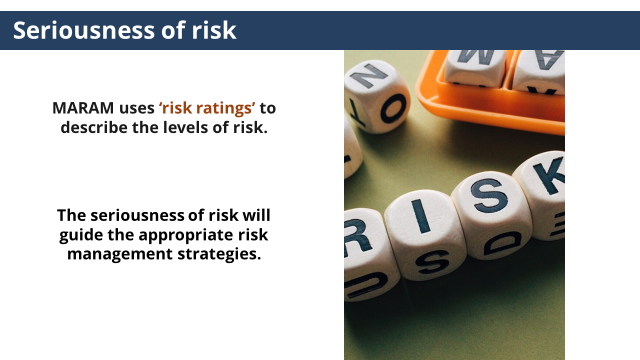 Seriousness of risk
MARAM uses ‘risk ratings’ to
describe the levels of risk.
The seriousness of risk will
guide the appropriate risk
management strategies.
N
O
M
A
RISK
S
D